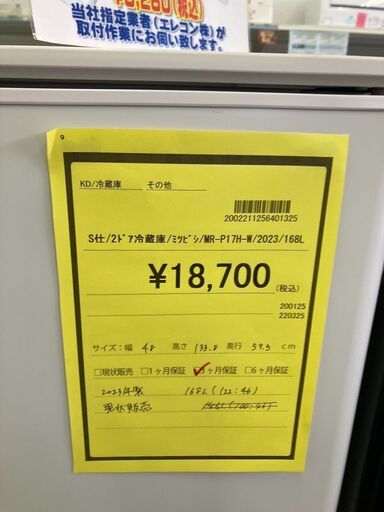 ¥9,280(税込)
当社指定業者(エレコン㈱)が
取付作業にお伺い致します。
9
KD/冷蔵庫 その他
2002211256401325
S仕/2ﾄﾞｱ冷蔵庫/ﾐﾂﾋﾞｼ/MR-P17H-W/2023/168L
¥18,700(税込)
200125
220325
サイズ:幅 48 高さ 133.8 奥行 59.5 cm
□現状販売 □1ヶ月保証 ☑3ヶ月保証 □6ヶ月保証
2023年製 168L(122:46)
現状販売